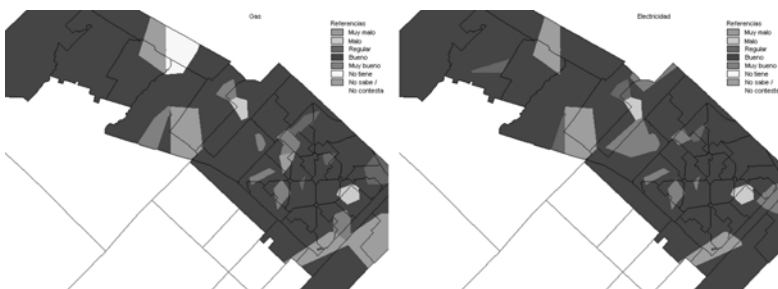 Gas
Referencias
Muy malo
Malo
Regular
Bueno
Muy bueno
No tiene
No sabe /
No contesta
Electricidad
Referencias
Muy malo
Malo
Regular
Bueno
Muy bueno
No tiene
No sabe /
No contesta